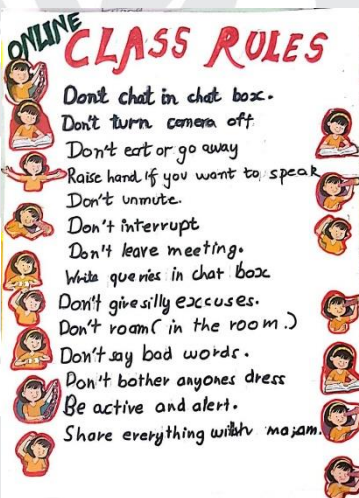 ONLINE
CLASS RULES
Don't chat in chat box.
Don't turn camera off
Don't eat or go away
Raise hand if you want to speak
Don't unmute.
Don't interrupt
Don't leave meeting.
Write queries in chat box
Don't give silly exccuses.
Don't roam( in the room.)
Don't say bad words.
Don't bother anyones dress
Be active and alert.
Share everything with majam.